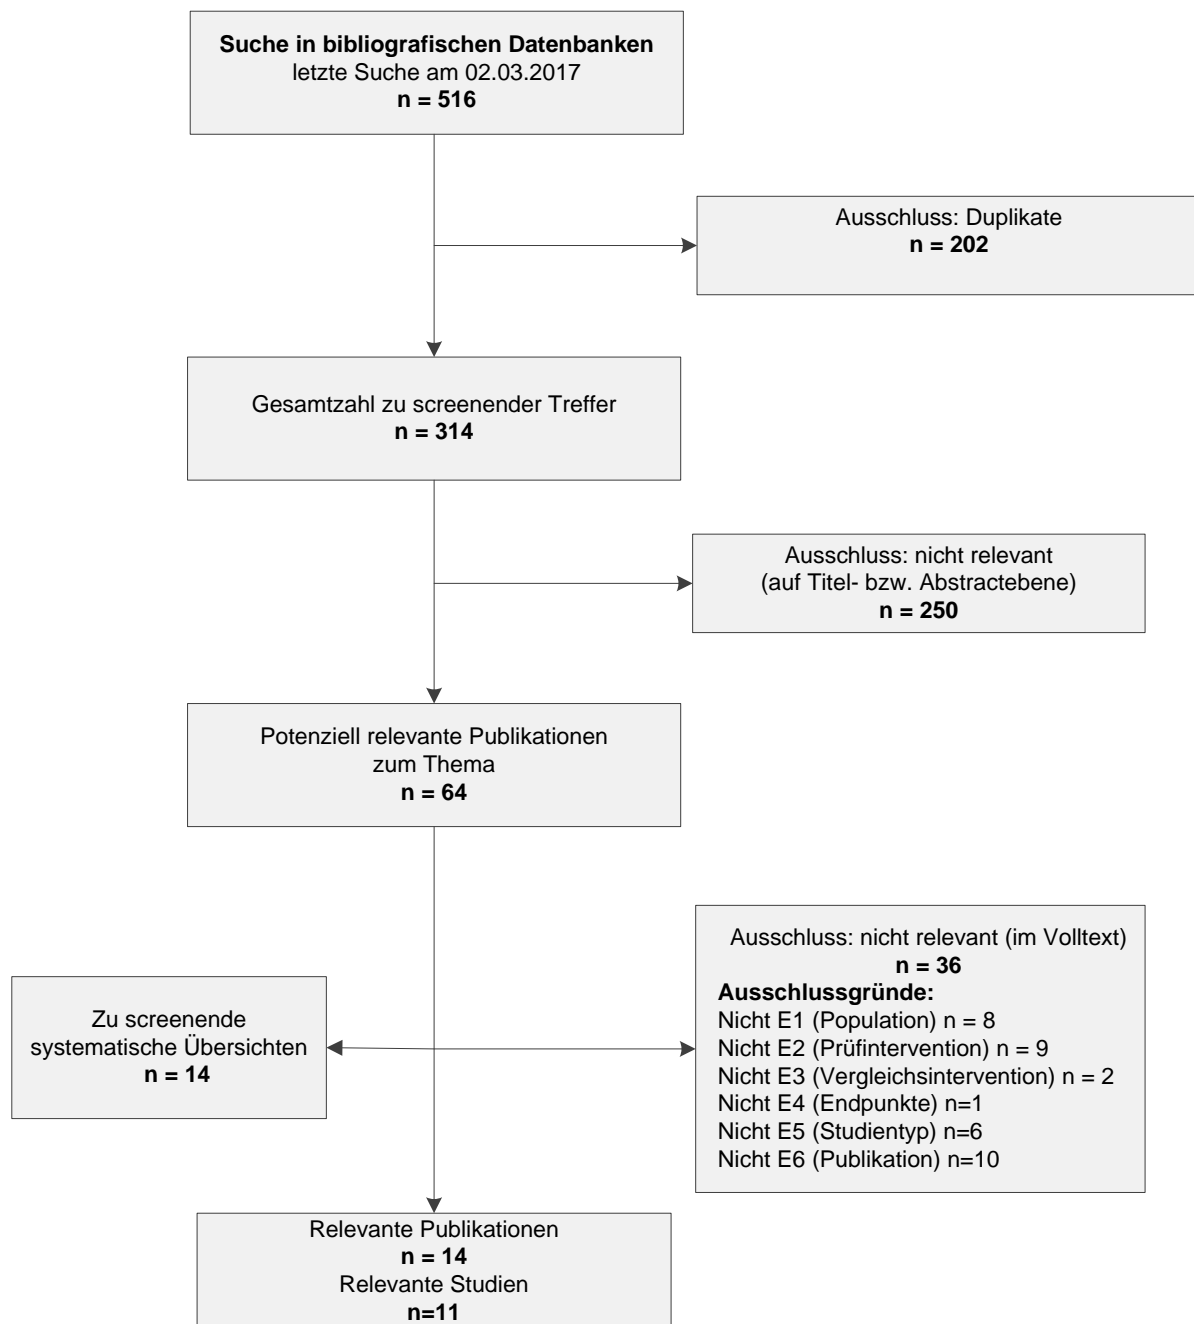 Suche in bibliografischen Datenbanken
letzte Suche am 02.03.2017
n = 516
Ausschluss: Duplikate
n = 202
Gesamtzahl zu screenender Treffer
n = 314
Ausschluss: nicht relevant
(auf Titel- bzw. Abstractebene)
n = 250
Potenziell relevante Publikationen
zum Thema
n = 64
Ausschluss: nicht relevant (im Volltext)
n = 36
Ausschlussgründe:
Nicht E1 (Population) n = 8
Nicht E2 (Prüfintervention) n = 9
Nicht E3 (Vergleichsintervention) n = 2
Nicht E4 (Endpunkte) n=1
Nicht E5 (Studientyp) n=6
Nicht E6 (Publikation) n=10
Zu screenende
systematische Übersichten
n = 14
Relevante Publikationen
n = 14
Relevante Studien
n=11